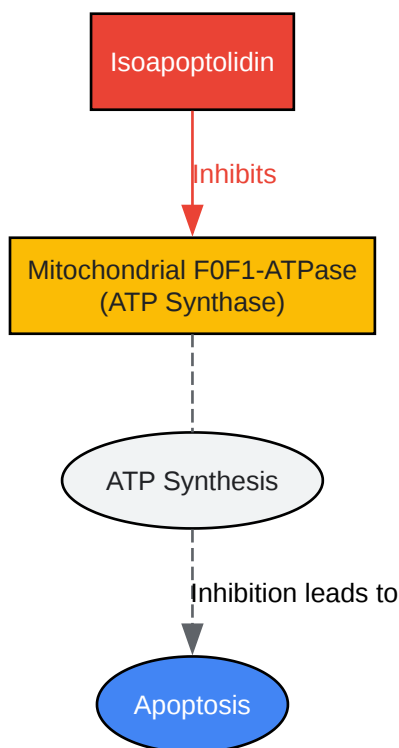 Isoapoptolidin
Inhibits
Mitochondrial F0F1-ATPase
(ATP Synthase)
ATP Synthesis
Inhibition leads to
Apoptosis